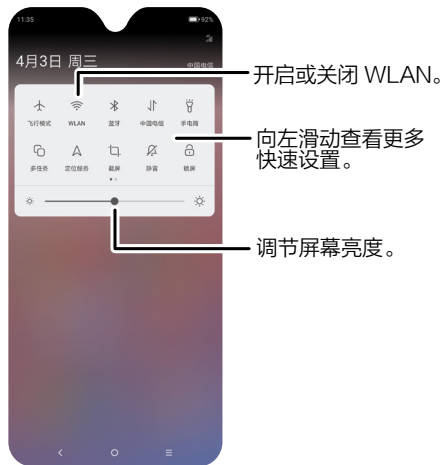 11:35
92%
4月3日 周三
中国电信
开启或关闭 WLAN。
飞行模式 WLAN 蓝牙 中国电信 手电筒
向左滑动查看更多
快速设置。
多任务 定位服务 截屏 静音 锁屏
调节屏幕亮度。